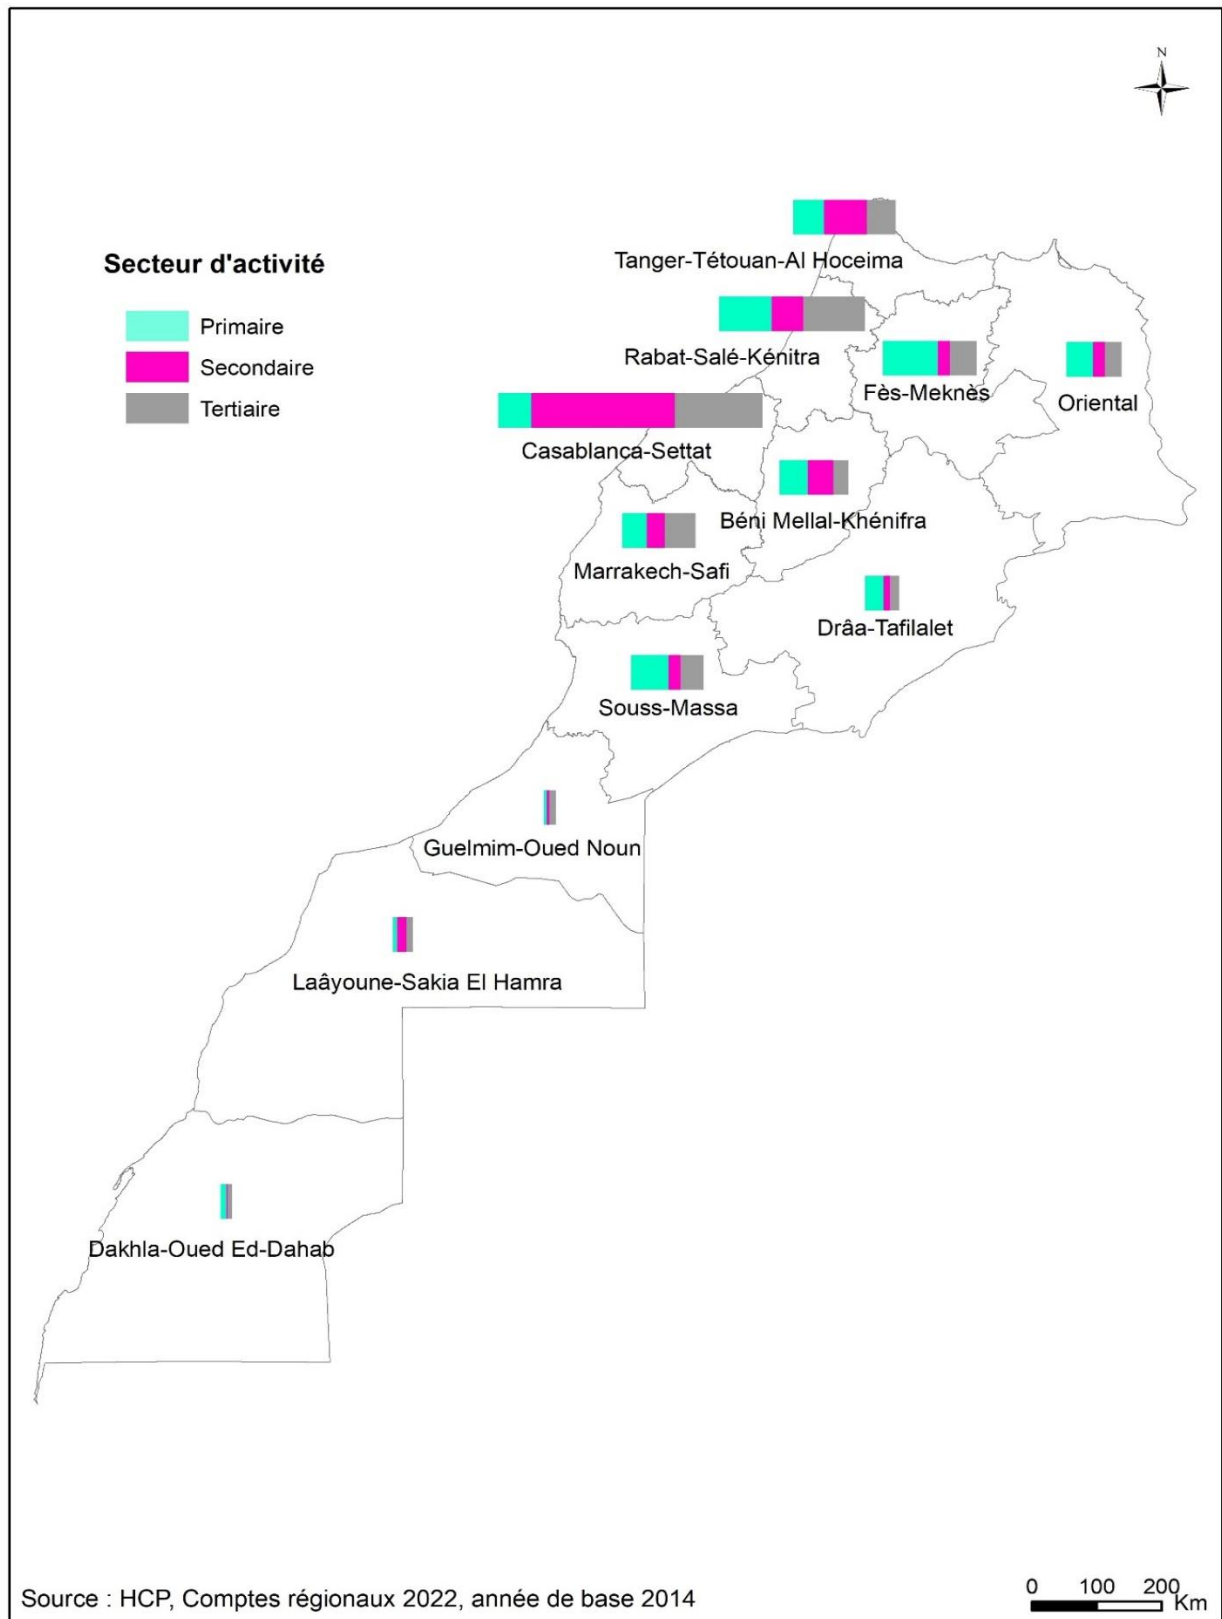 N
Secteur d'activité
Primaire
Secondaire
Tertiaire
Tanger-Tétouan-Al Hoceima
Rabat-Salé-Kénitra
Fès-Meknès
Oriental
Casablanca-Settat
Béni Mellal-Khénifra
Marrakech-Safi
Drâa-Tafilalet
Souss-Massa
Guelmim-Oued Noun
Laâyoune-Sakia El Hamra
Dakhla-Oued Ed-Dahab
Source : HCP, Comptes régionaux 2022, année de base 2014
0 100 200
Km